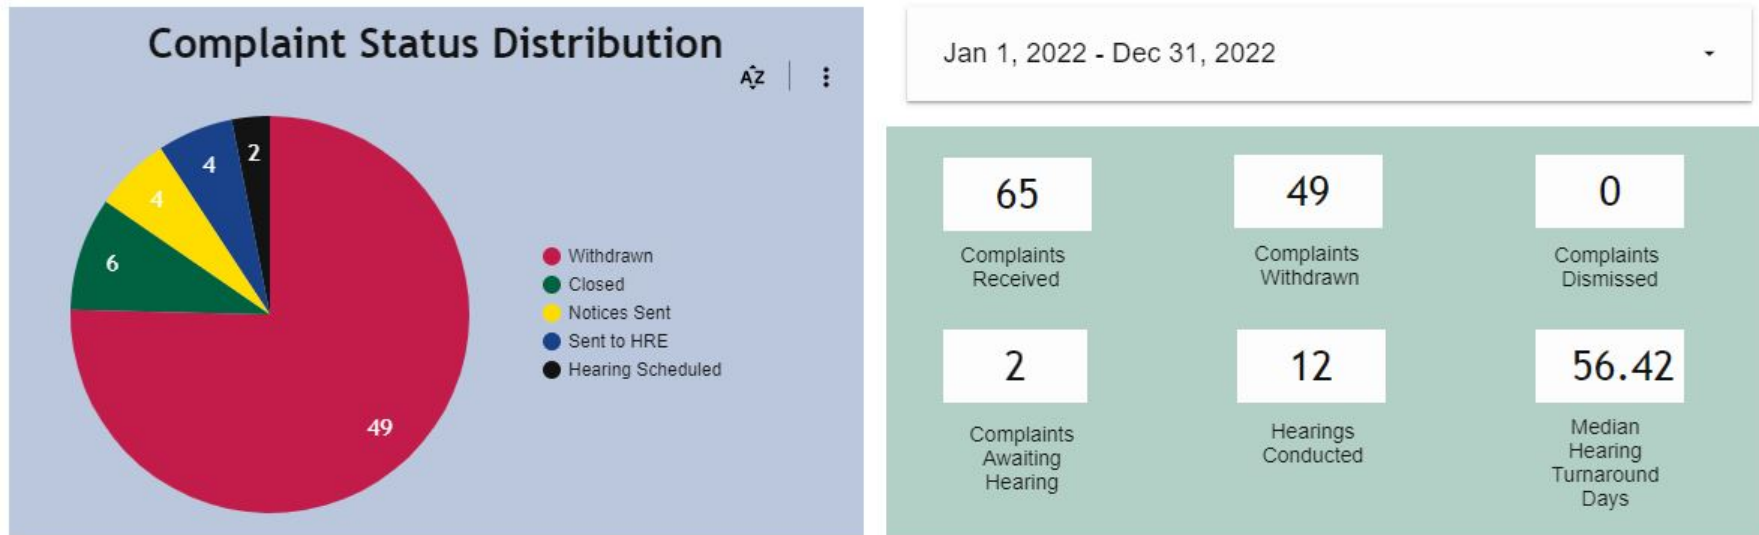 Complaint Status Distribution
AZ
2
4
4
6
49
Withdrawn
Closed
Notices Sent
Sent to HRE
Hearing Scheduled
Jan 1, 2022 - Dec 31, 2022
65
Complaints
Received
49
Complaints
Withdrawn
0
Complaints
Dismissed
2
Complaints
Awaiting
Hearing
12
Hearings
Conducted
56.42
Median
Hearing
Turnaround
Days